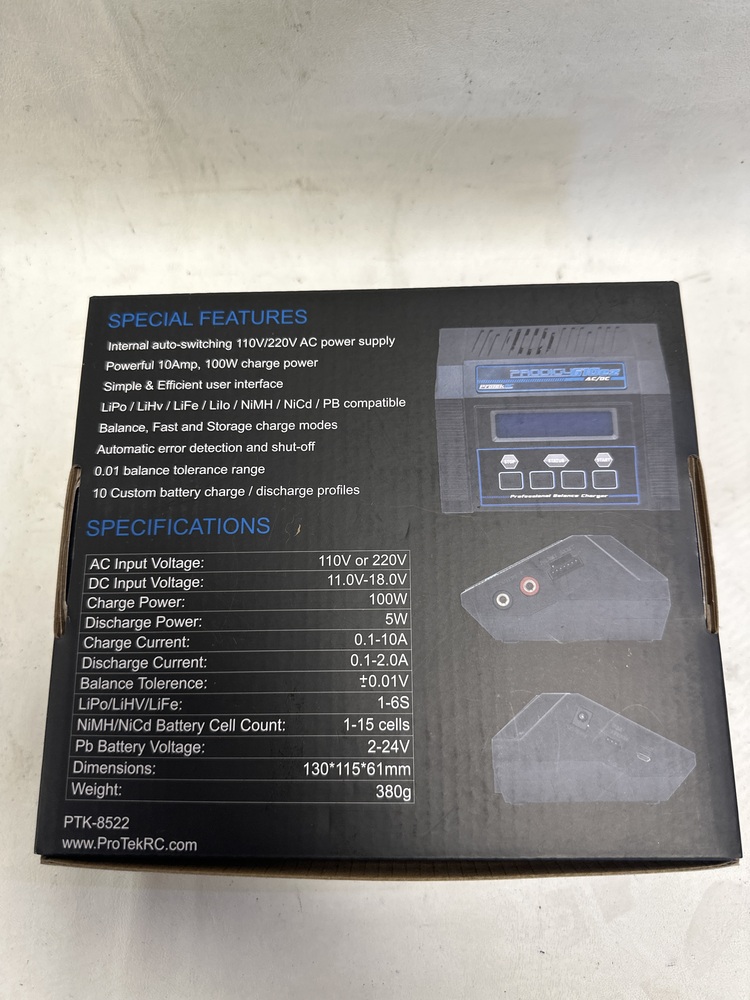 SPECIAL FEATURES
Internal auto-switching 110V/220V AC power supply
Powerful 10Amp, 100W charge power
Simple & Efficient user interface
LiPo / LiHv / LiFe / LiIo / NiMH / NiCd / PB compatible
Balance, Fast and Storage charge modes
Automatic error detection and shut-off
0.01 balance tolerance range
10 Custom battery charge / discharge profiles
SPECIFICATIONS
AC Input Voltage: 110V or 220V
DC Input Voltage: 11.0V-18.0V
Charge Power: 100W
Discharge Power: 5W
Charge Current: 0.1-10A
Discharge Current: 0.1-2.0A
Balance Tolerence: ±0.01V
LiPo/LiHV/LiFe: 1-6S
NiMH/NiCd Battery Cell Count: 1-15 cells
Pb Battery Voltage: 2-24V
Dimensions: 130*115*61mm
Weight: 380g
PTK-8522
www.ProTekRC.com
PRODIGY
AC/DC
STOP
START
Professional Balance Charger